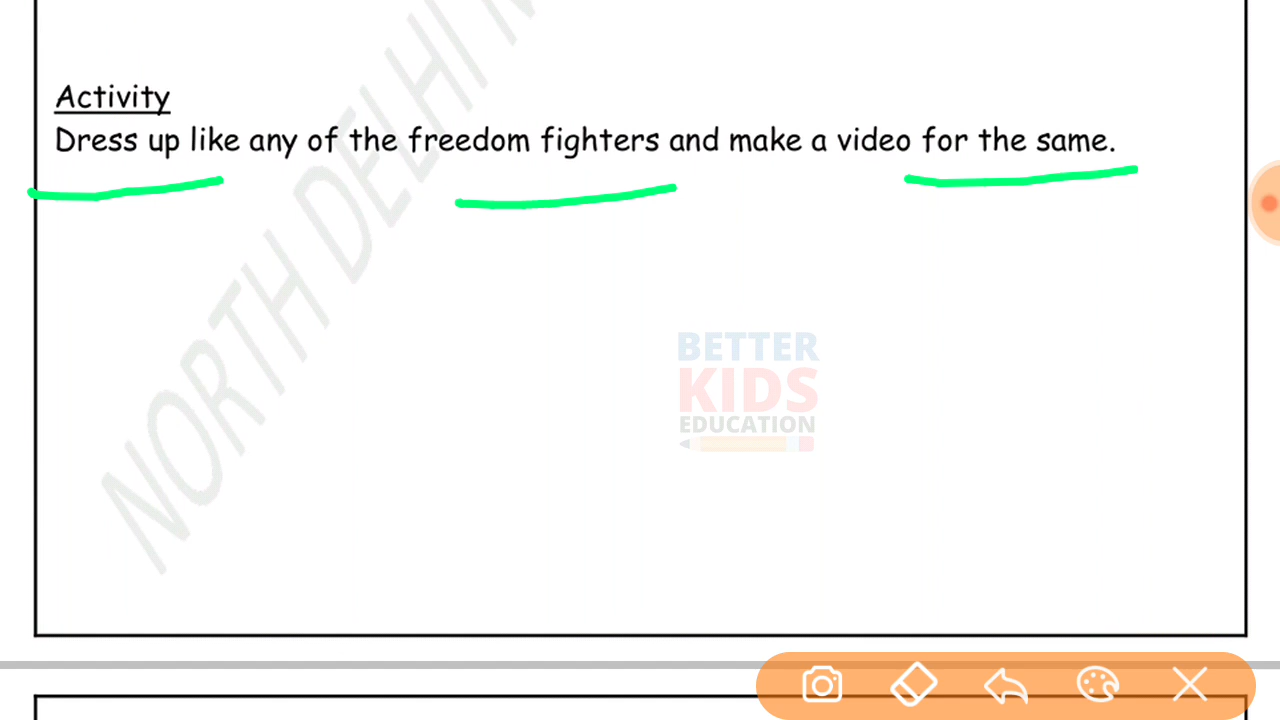 Activity
Dress up like any of the freedom fighters and make a video for the same.
NORTH DELHI
BETTER
KIDS
EDUCATION